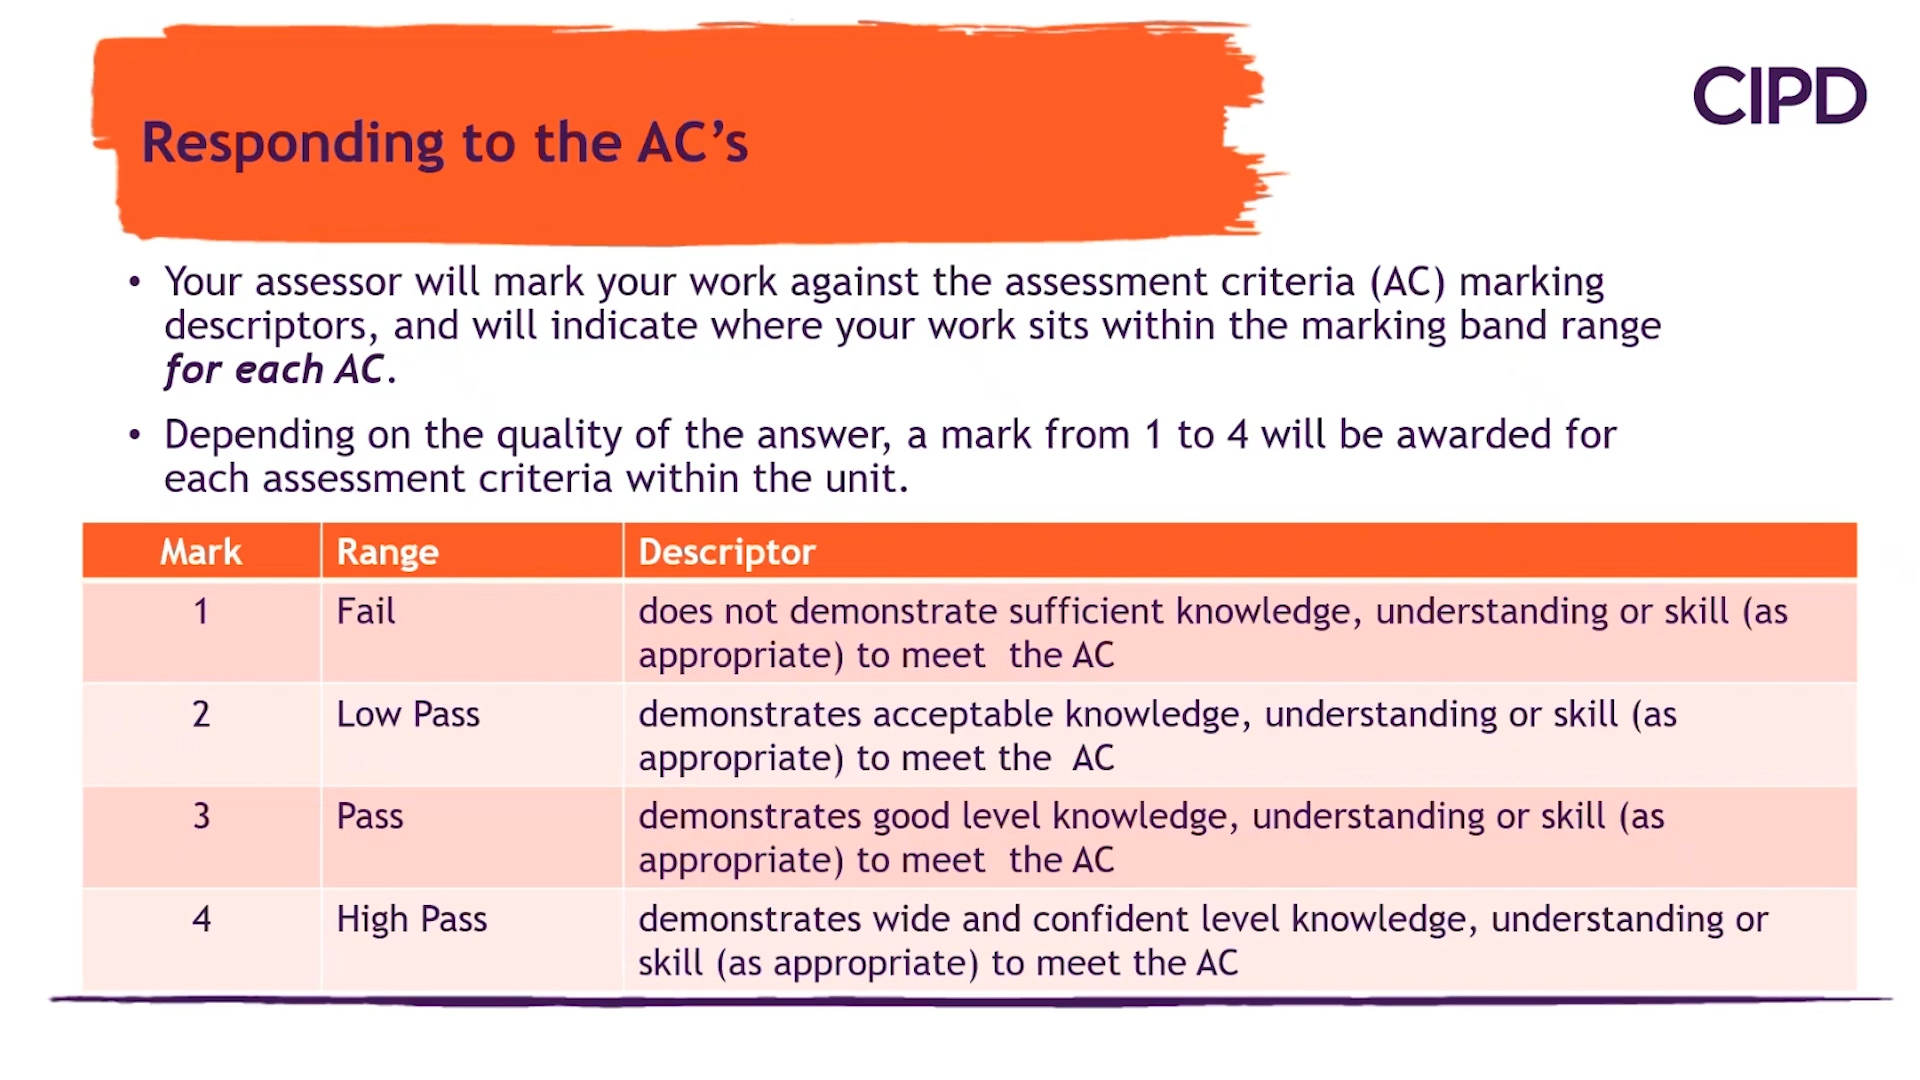 CIPD
Responding to the AC’s
• Your assessor will mark your work against the assessment criteria (AC) marking
descriptors, and will indicate where your work sits within the marking band range
for each AC.
• Depending on the quality of the answer, a mark from 1 to 4 will be awarded for
each assessment criteria within the unit.
Mark Range Descriptor
1 Fail does not demonstrate sufficient knowledge, understanding or skill (as
appropriate) to meet  the AC
2 Low Pass demonstrates acceptable knowledge, understanding or skill (as
appropriate) to meet the  AC
3 Pass demonstrates good level knowledge, understanding or skill (as
appropriate) to meet  the AC
4 High Pass demonstrates wide and confident level knowledge, understanding or
skill (as appropriate) to meet the AC